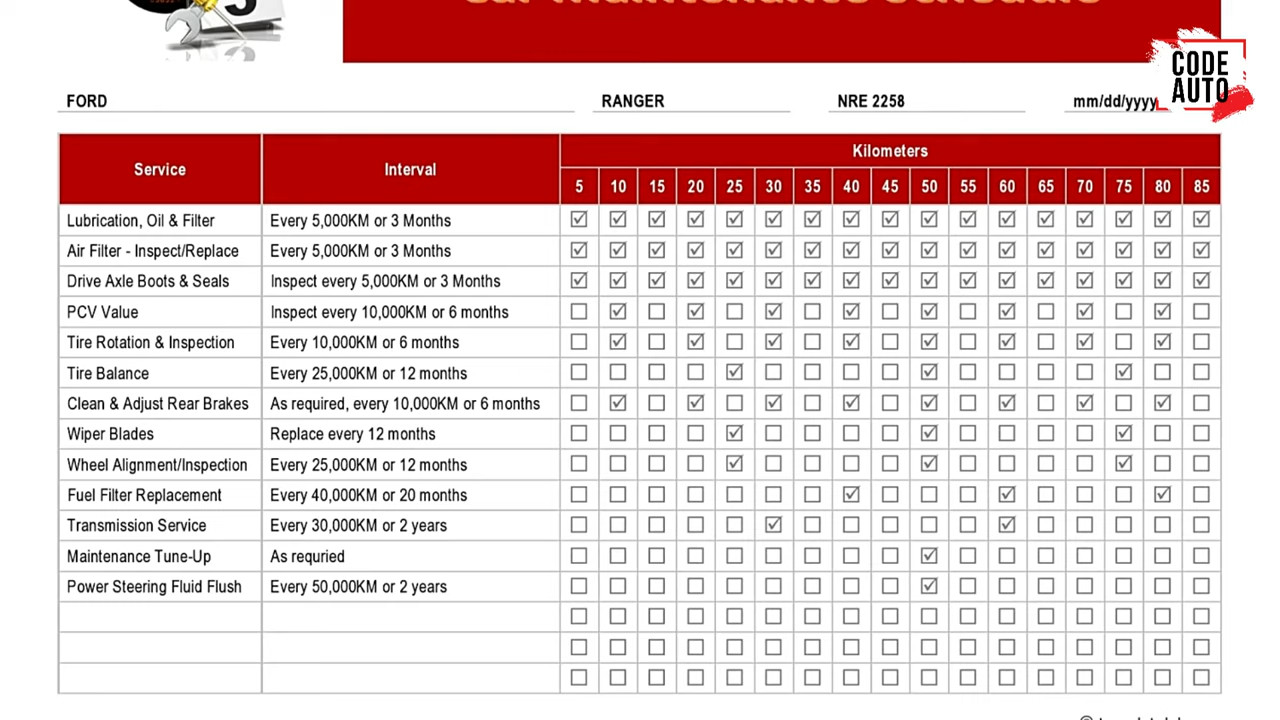 Car Maintenance Schedule
CODE
AUTO
FORD RANGER NRE 2258 mm/dd/yyyy
Service Interval Kilometers
5 10 15 20 25 30 35 40 45 50 55 60 65 70 75 80 85
Lubrication, Oil & Filter Every 5,000KM or 3 Months
Air Filter - Inspect/Replace Every 5,000KM or 3 Months
Drive Axle Boots & Seals Inspect every 5,000KM or 3 Months
PCV Value Inspect every 10,000KM or 6 months
Tire Rotation & Inspection Every 10,000KM or 6 months
Tire Balance Every 25,000KM or 12 months
Clean & Adjust Rear Brakes As required, every 10,000KM or 6 months
Wiper Blades Replace every 12 months
Wheel Alignment/Inspection Every 25,000KM or 12 months
Fuel Filter Replacement Every 40,000KM or 20 months
Transmission Service Every 30,000KM or 2 years
Maintenance Tune-Up As requried
Power Steering Fluid Flush Every 50,000KM or 2 years